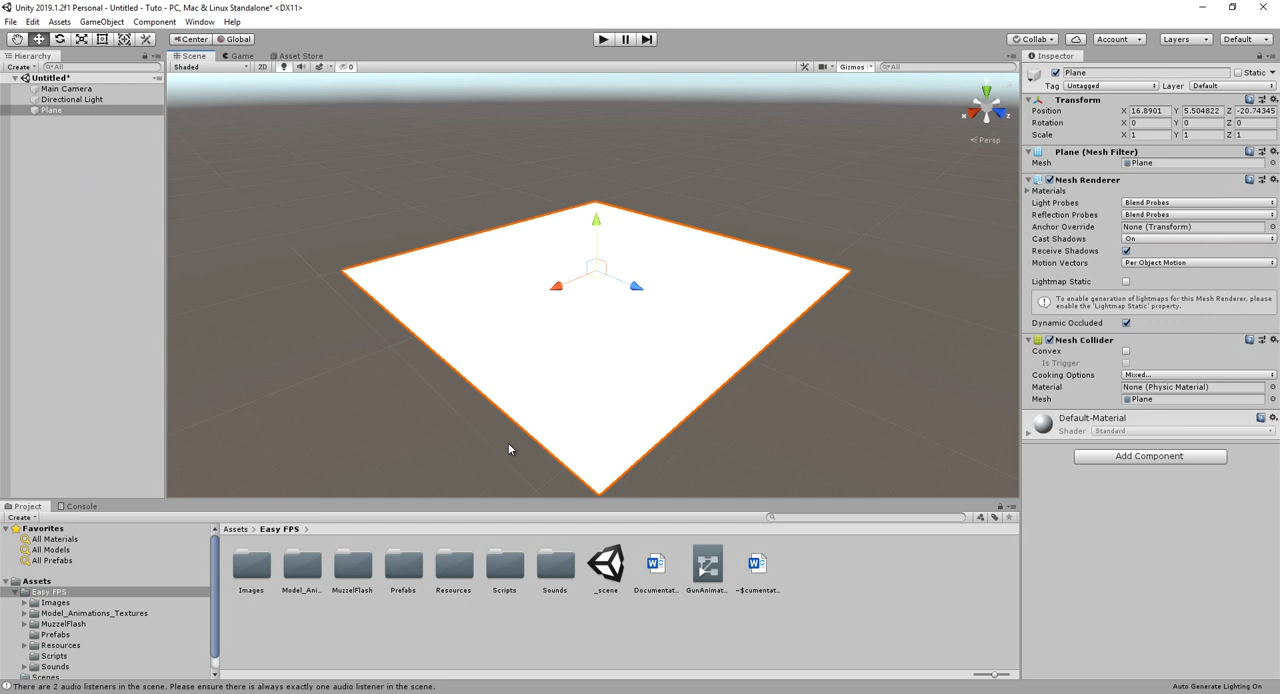 Unity 2019.1.2f1 Personal - Untitled - Tuto - PC, Mac & Linux Standalone* <DX11>
File Edit Assets GameObject Component Window Help
Center Global Collab Account Layers Default
Hierarchy Scene Game Asset Store Inspector
Create All Shaded 2D 0 Gizmos All
Untitled*
Main Camera
Directional Light
Plane
y
x z
Persp
Plane Static
Tag Untagged Layer Default
Transform
Position X 16.8901 Y 5.504822 Z -20.74345
Rotation X 0 Y 0 Z 0
Scale X 1 Y 1 Z 1
Plane (Mesh Filter)
Mesh Plane
Mesh Renderer
Materials
Light Probes Blend Probes
Reflection Probes Blend Probes
Anchor Override None (Transform)
Cast Shadows On
Receive Shadows
Motion Vectors Per Object Motion
Lightmap Static
To enable generation of lightmaps for this Mesh Renderer, please
enable the 'Lightmap Static' property.
Dynamic Occluded
Mesh Collider
Convex
Is Trigger
Cooking Options Mixed...
Material None (Physic Material)
Mesh Plane
Default-Material
Shader Standard
Add Component
Project Console
Create
Favorites
All Materials
All Models
All Prefabs
Assets
Easy FPS
Images
Model_Animations_Textures
MuzzelFlash
Prefabs
Resources
Scripts
Sounds
Scenes
Assets > Easy FPS >
Images Model_Ani... MuzzelFlash Prefabs Resources Scripts Sounds _scene Documentat... GunAnimat... ~$cumentat...
There are 2 audio listeners in the scene. Please ensure there is always exactly one audio listener in the scene.
Auto Generate Lighting On